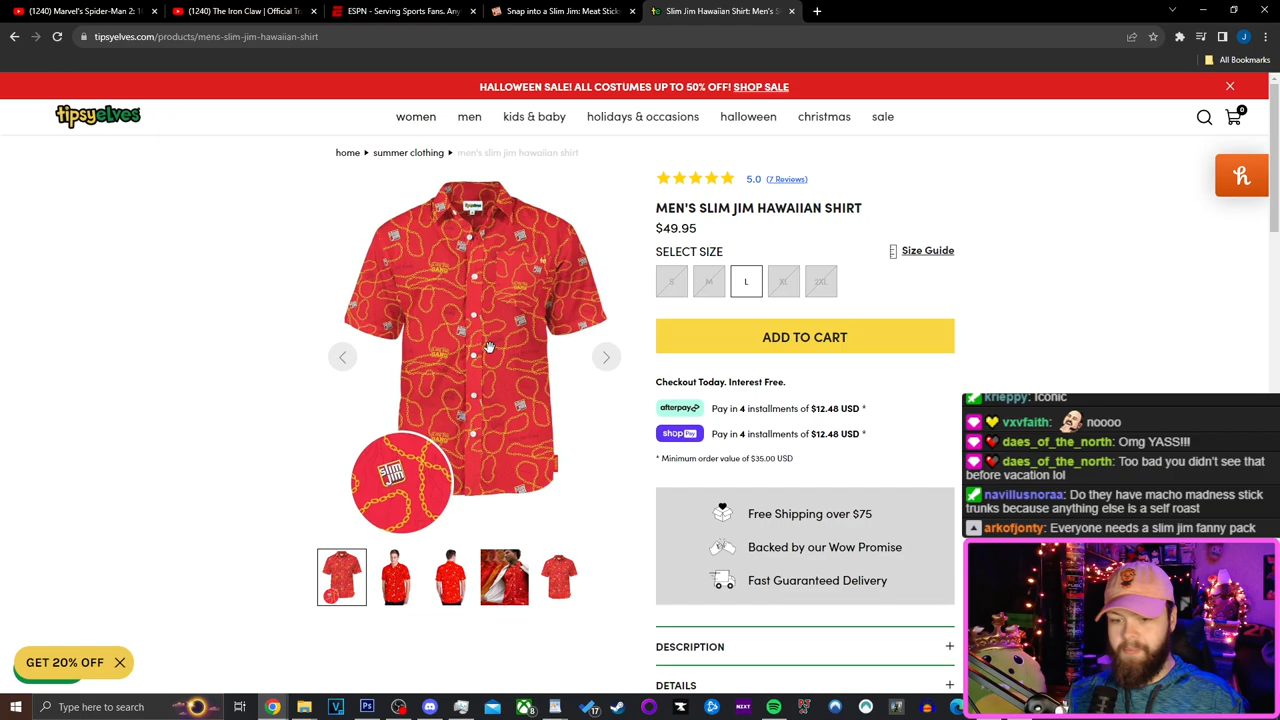 (1240) Marvel's Spider-Man 2: 1
(1240) The Iron Claw | Official Tr
ESPN - Serving Sports Fans. Any
Snap into a Slim Jim: Meat Sticks
Slim Jim Hawaiian Shirt: Men's S
tipsyelves.com/products/mens-slim-jim-hawaiian-shirt
J
All Bookmarks
HALLOWEEN SALE! ALL COSTUMES UP TO 50% OFF! SHOP SALE
tipsyelves
women
men
kids & baby
holidays & occasions
halloween
christmas
sale
0
home
summer clothing
men's slim jim hawaiian shirt
5.0 (7 Reviews)
MEN'S SLIM JIM HAWAIIAN SHIRT
$49.95
SELECT SIZE
Size Guide
S
M
L
XL
2XL
ADD TO CART
Checkout Today. Interest Free.
afterpay Pay in 4 installments of $12.48 USD *
shop Pay Pay in 4 installments of $12.48 USD *
* Minimum order value of $35.00 USD
Free Shipping over $75
Backed by our Wow Promise
Fast Guaranteed Delivery
DESCRIPTION
DETAILS
SLIM JIM
GET 20% OFF
krieppy: Iconic
vxvfaith: noooo
daes_of_the_north: Omg YASS!!!
daes_of_the_north: Too bad you didn't see that
before vacation lol
navillusnoraa: Do they have macho madness stick
trunks because anything else is a self roast
arkofjonty: Everyone needs a slim jim fanny pack
Type here to search